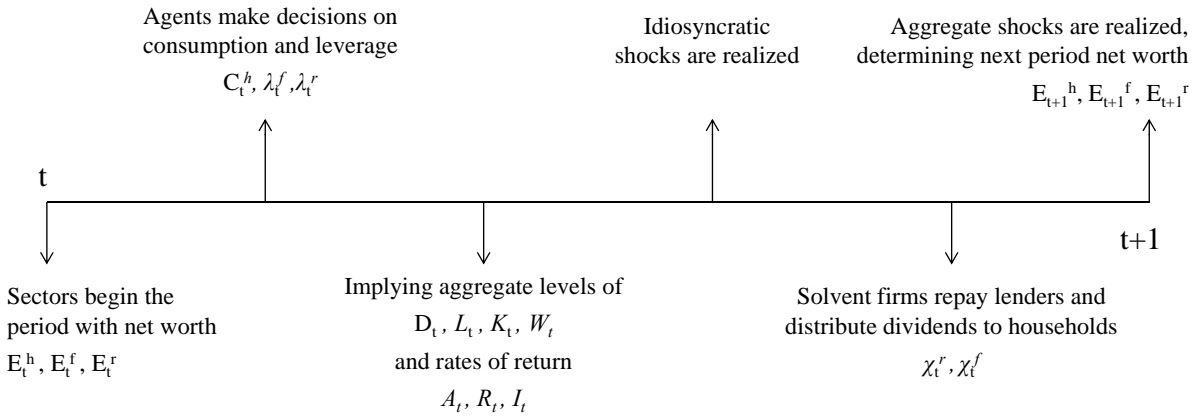 Agents make decisions on
consumption and leverage
C_t^h, λ_t^f ,λ_t^r
Idiosyncratic
shocks are realized
Aggregate shocks are realized,
determining next period net worth
E_{t+1}^h, E_{t+1}^f, E_{t+1}^r
t
t+1
Sectors begin the
period with net worth
E_t^h, E_t^f, E_t^r
Implying aggregate levels of
D_t, L_t, K_t, W_t
and rates of return
A_t, R_t, I_t
Solvent firms repay lenders and
distribute dividends to households
χ_t^r, χ_t^f